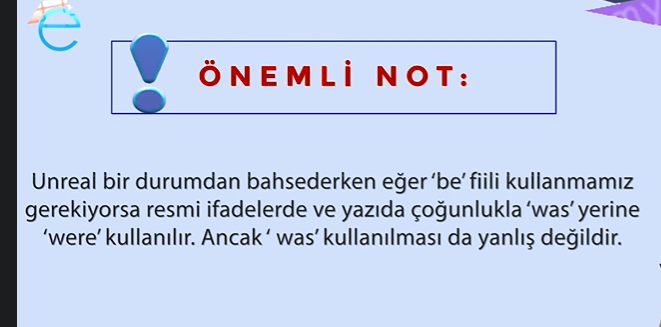 e
ÖNEMLİ NOT:
Unreal bir durumdan bahsederken eğer ‘be’ fiili kullanmamız
gerekiyorsa resmi ifadelerde ve yazıda çoğunlukla ‘was’ yerine
‘were’ kullanılır. Ancak ‘ was’ kullanılması da yanlış değildir.